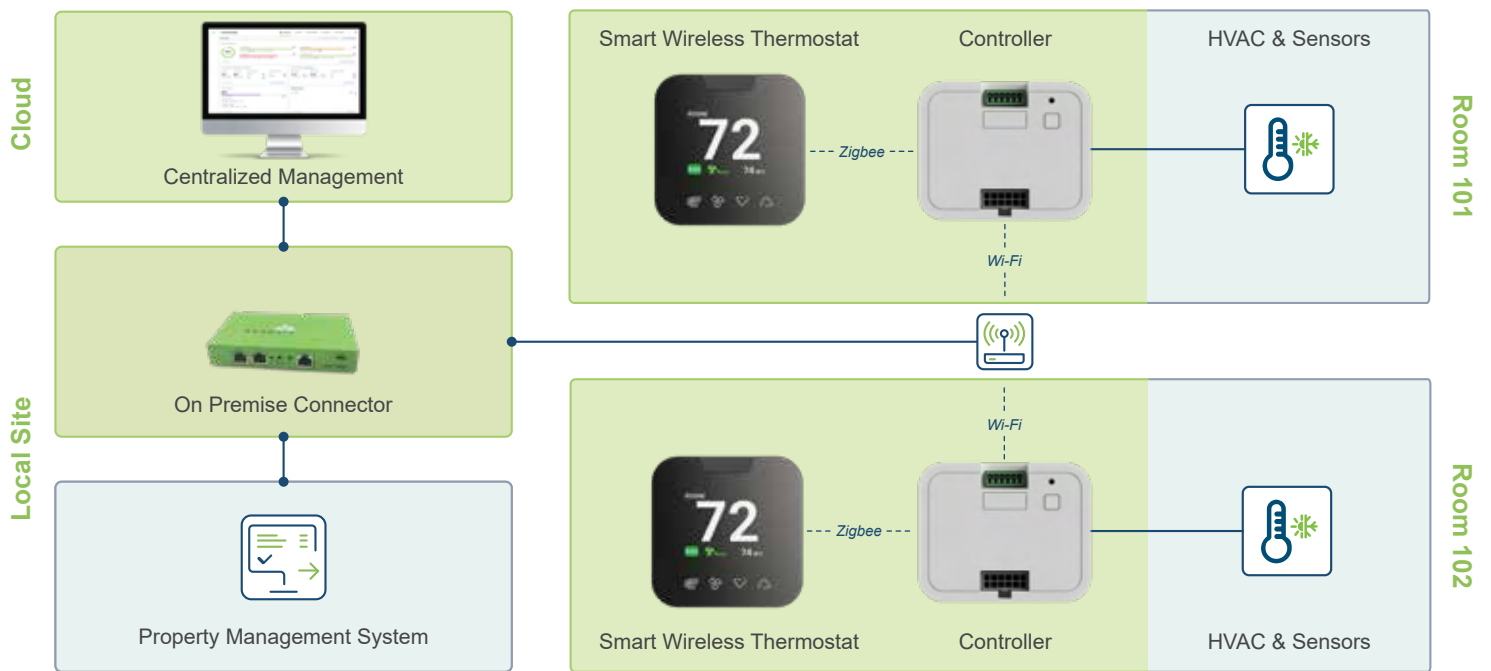 Cloud
Centralized Management
Local Site
On Premise Connector
Property Management System
Smart Wireless Thermostat
Controller
HVAC & Sensors
Room 101
72
Zigbee
Wi-Fi
Wi-Fi
72
Zigbee
Room 102
Smart Wireless Thermostat
Controller
HVAC & Sensors